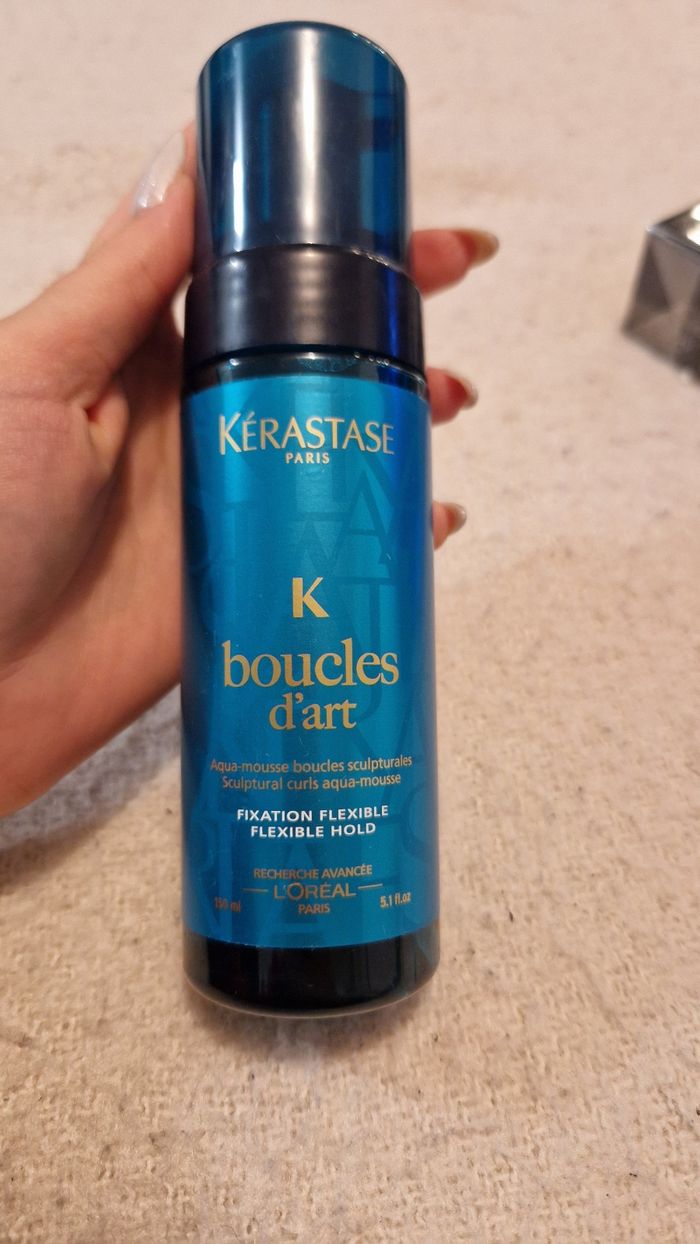 KÉRASTASE
PARIS
K
boucles
d'art
Aqua-mousse boucles sculpturales
Sculptural curls aqua-mousse
FIXATION FLEXIBLE
FLEXIBLE HOLD
RECHERCHE AVANCÉE
L'ORÉAL
PARIS
150 ml
5.1 fl.oz